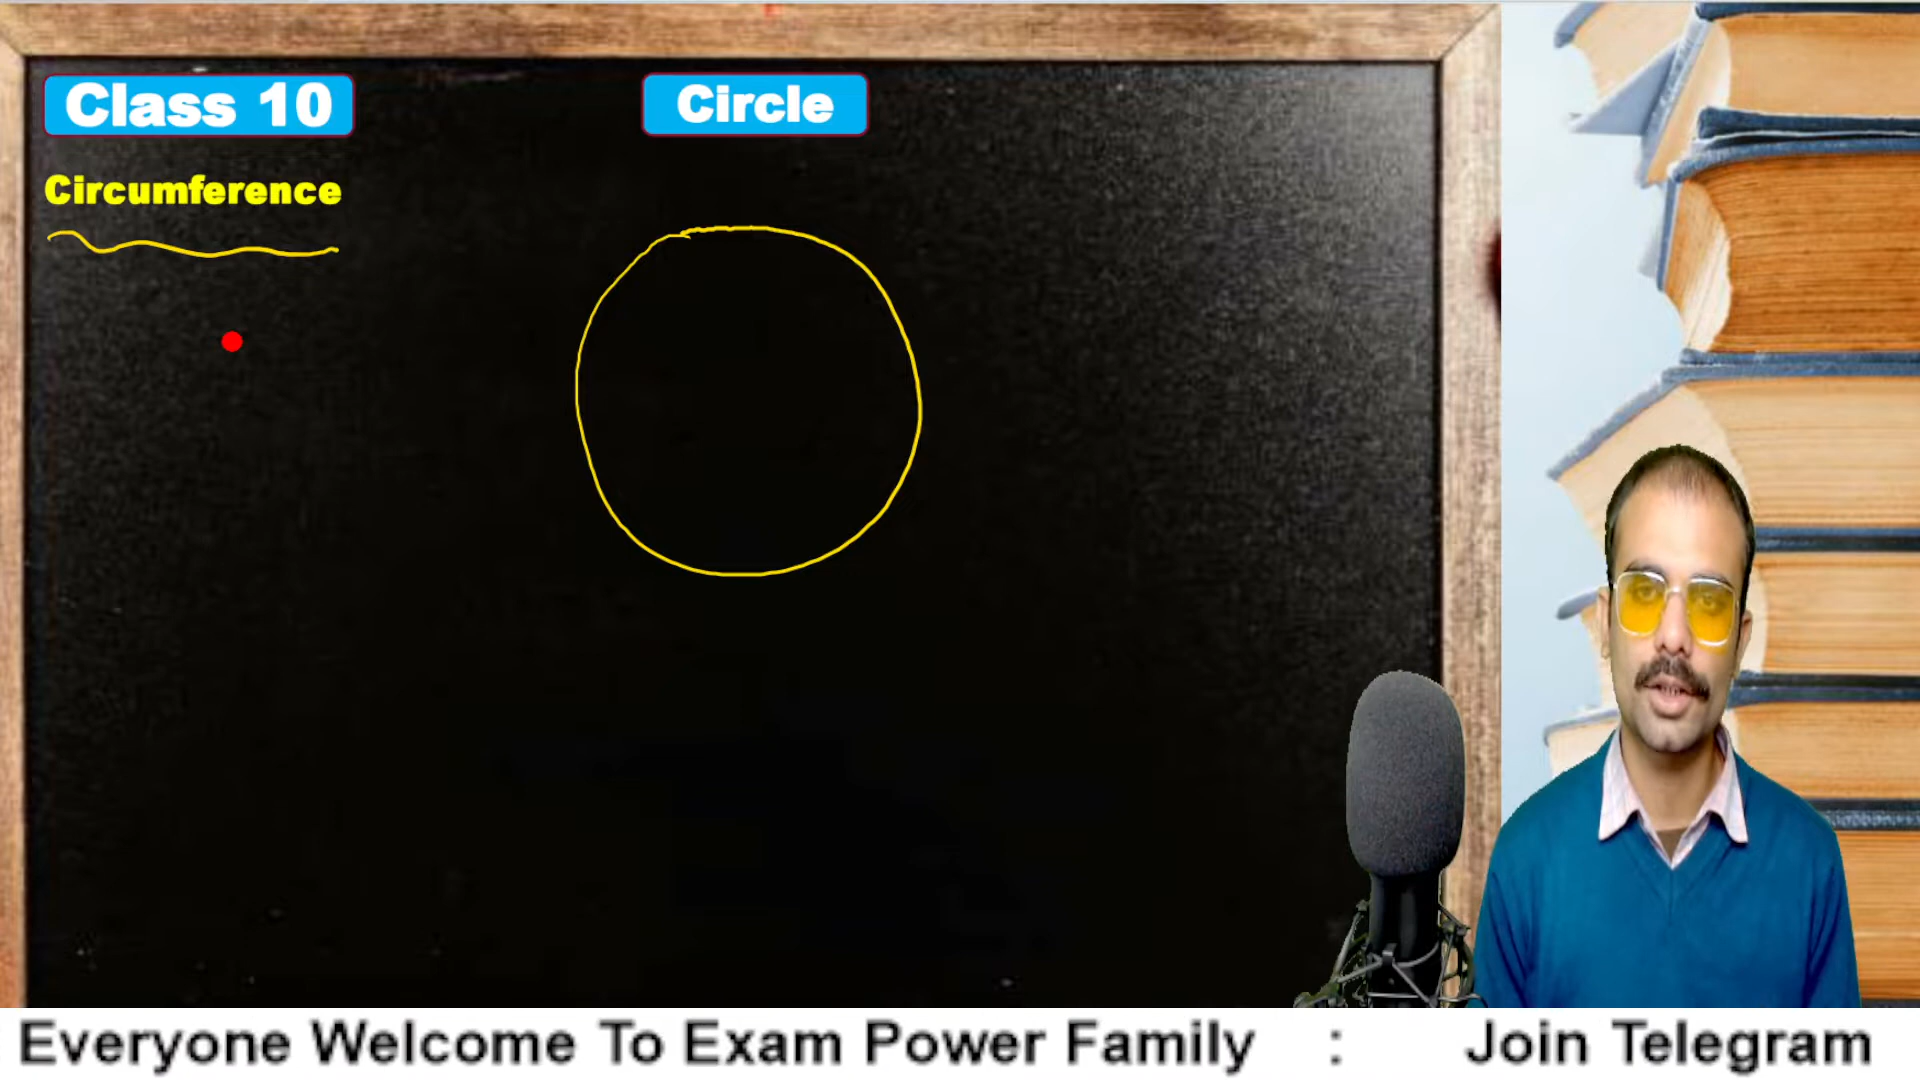 Class 10
Circle
Circumference
Everyone Welcome To Exam Power Family : Join Telegram